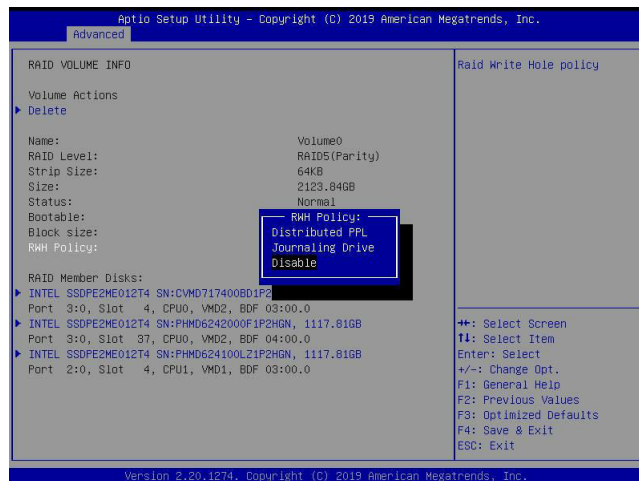 Aptio Setup Utility – Copyright (C) 2019 American Megatrends, Inc.
Advanced
RAID VOLUME INFO
Volume Actions
Delete
Name: Volume0
RAID Level: RAID5(Parity)
Strip Size: 64KB
Size: 2123.84GB
Status: Normal
Bootable:
Block size:
RWH Policy:
RWH Policy:
Distributed PPL
Journaling Drive
Disable
RAID Member Disks:
INTEL SSDPE2ME012T4 SN:CVMD717400BD1P2
Port 3:0, Slot 4, CPU0, VMD2, BDF 03:00.0
INTEL SSDPE2ME012T4 SN:PHMD6242000F1P2HGN, 1117.81GB
Port 3:0, Slot 37, CPU0, VMD2, BDF 04:00.0
INTEL SSDPE2ME012T4 SN:PHMD624100LZ1P2HGN, 1117.81GB
Port 2:0, Slot 4, CPU1, VMD1, BDF 03:00.0
Raid Write Hole policy
→←: Select Screen
↑↓: Select Item
Enter: Select
+/-: Change Opt.
F1: General Help
F2: Previous Values
F3: Optimized Defaults
F4: Save & Exit
ESC: Exit
Version 2.20.1274. Copyright (C) 2019 American Megatrends, Inc.